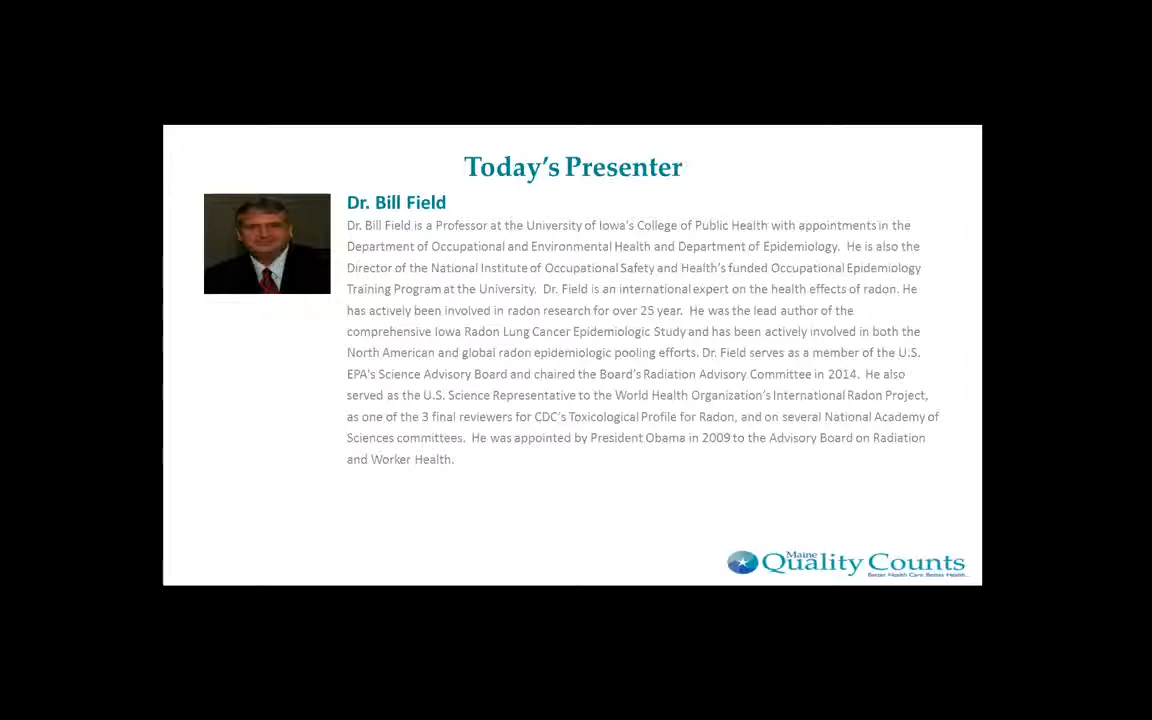 Today's Presenter
Dr. Bill Field
Dr. Bill Field is a Professor at the University of Iowa's College of Public Health with appointments in the
Department of Occupational and Environmental Health and Department of Epidemiology. He is also the
Director of the National Institute of Occupational Safety and Health's funded Occupational Epidemiology
Training Program at the University. Dr. Field is an international expert on the health effects of radon. He
has actively been involved in radon research for over 25 year. He was the lead author of the
comprehensive Iowa Radon Lung Cancer Epidemiologic Study and has been actively involved in both the
North American and global radon epidemiologic pooling efforts. Dr. Field serves as a member of the U.S.
EPA's Science Advisory Board and chaired the Board's Radiation Advisory Committee in 2014. He also
served as the U.S. Science Representative to the World Health Organization's International Radon Project,
as one of the 3 final reviewers for CDC's Toxicological Profile for Radon, and on several National Academy of
Sciences committees. He was appointed by President Obama in 2009 to the Advisory Board on Radiation
and Worker Health.
Maine
Quality Counts
Better Health Care. Better Health.